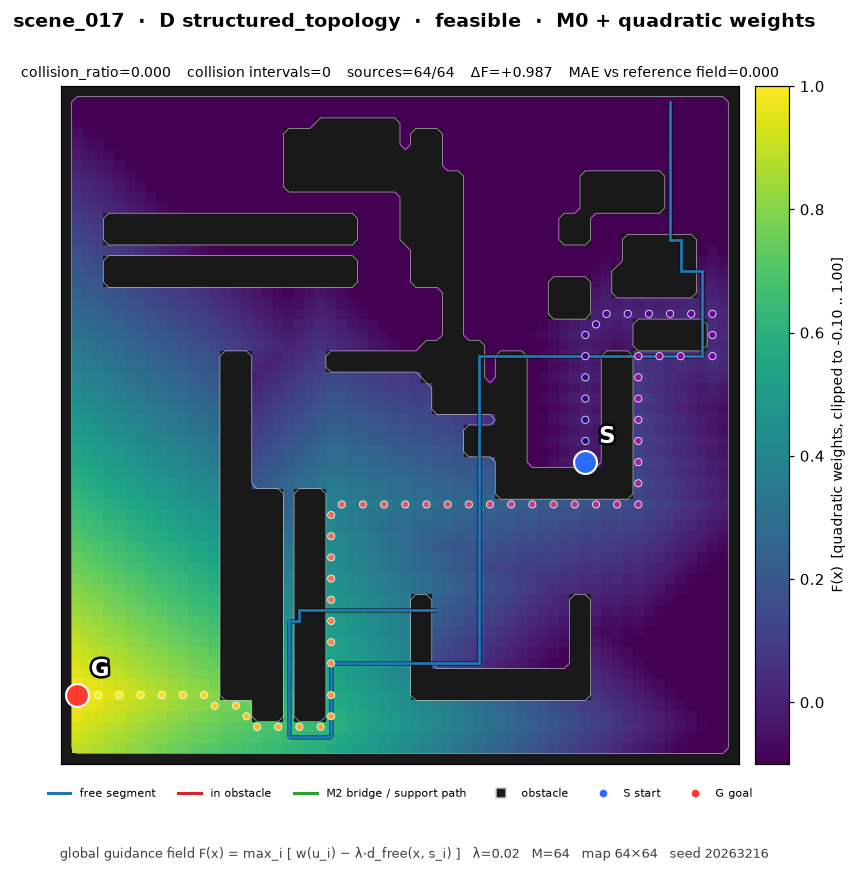 scene_017 · D structured_topology · feasible · M0 + quadratic weights
collision_ratio=0.000 collision intervals=0 sources=64/64 ΔF=+0.987 MAE vs reference field=0.000
1.0
0.8
0.6
0.4
0.2
0.0
F(x) [quadratic weights, clipped to -0.10 .. 1.00]
S
G
free segment
in obstacle
M2 bridge / support path
obstacle
S start
G goal
global guidance field F(x) = max_i [ w(u_i) − λ·d_free(x, s_i) ] λ=0.02 M=64 map 64×64 seed 20263216